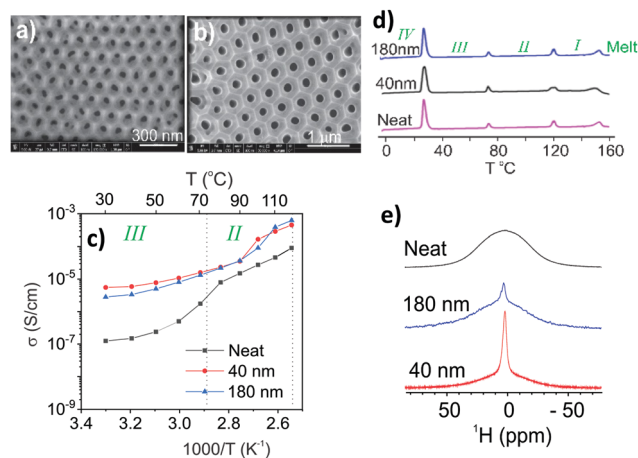 a)
300 nm
b)
1 µm
d)
IV
III
II
I
Melt
180nm
40nm
Neat
0
40
80
120
160
T °C
T (°C)
30
50
70
90
110
c)
III
II
10⁻³
10⁻⁵
10⁻⁷
10⁻⁹
σ (S/cm)
Neat
40 nm
180 nm
3.4
3.2
3.0
2.8
2.6
1000/T (K⁻¹)
e)
Neat
180 nm
40 nm
50
0
- 50
¹H (ppm)